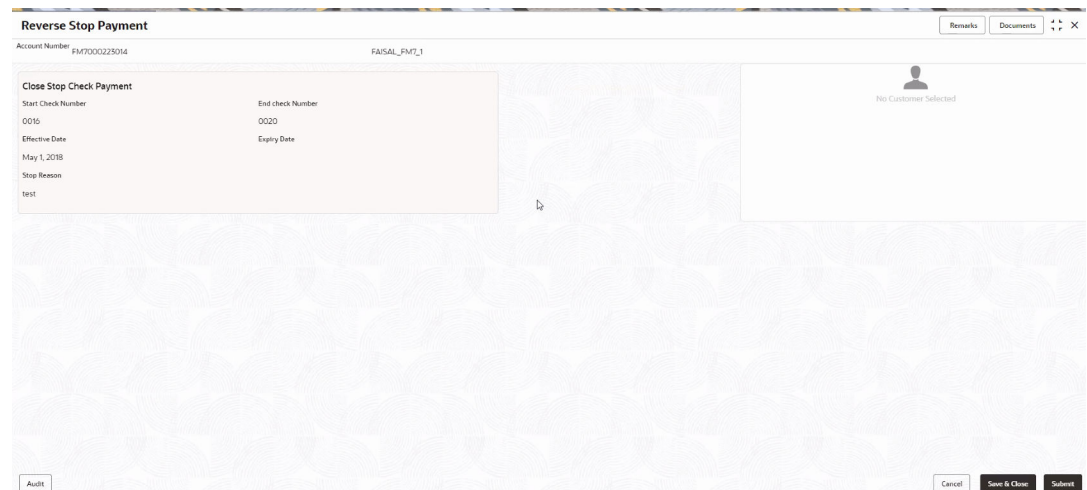 Reverse Stop Payment Remarks Documents
Account Number FM7000223014 FAISAL_FM7_1
No Customer Selected
Close Stop Check Payment
Start Check Number End check Number
0016 0020
Effective Date Expiry Date
May 1, 2018
Stop Reason
test
Audit Cancel Save & Close Submit